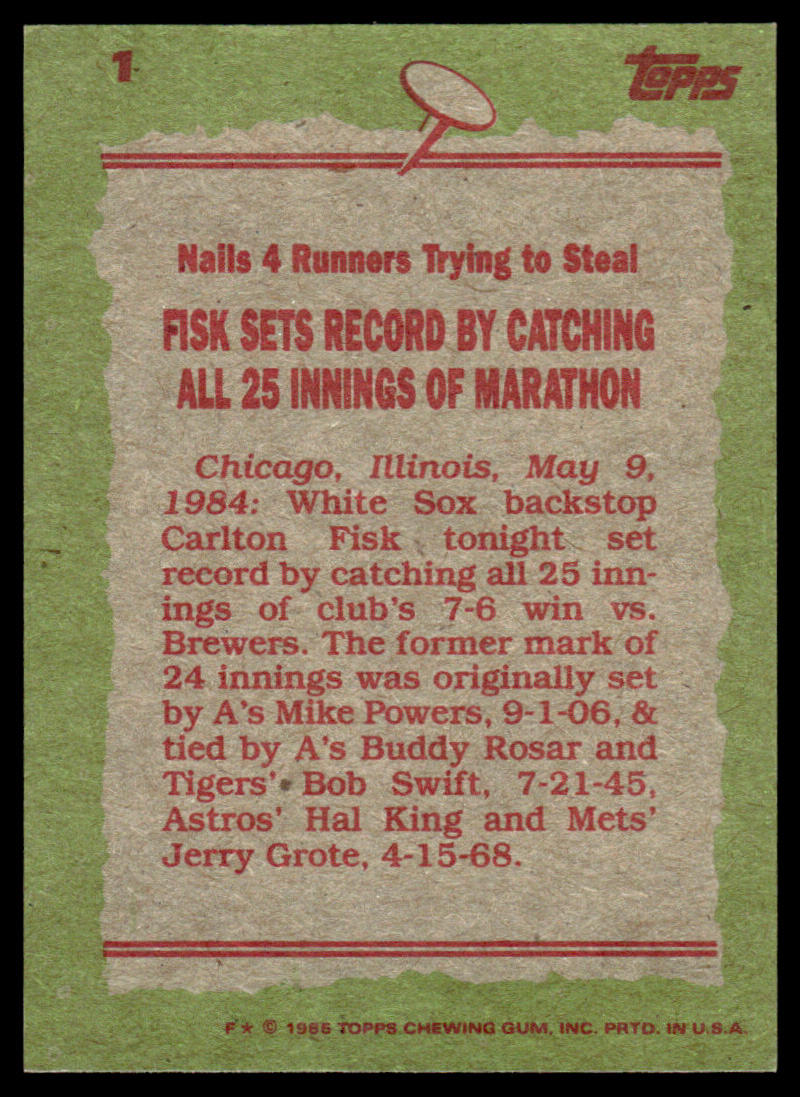 1
TOPPS
Nails 4 Runners Trying to Steal
FISK SETS RECORD BY CATCHING
ALL 25 INNINGS OF MARATHON
Chicago, Illinois, May 9,
1984: White Sox backstop
Carlton Fisk tonight set
record by catching all 25 inn-
ings of club's 7-6 win vs.
Brewers. The former mark of
24 innings was originally set
by A's Mike Powers, 9-1-06, &
tied by A's Buddy Rosar and
Tigers' Bob Swift, 7-21-45,
Astros' Hal King and Mets'
Jerry Grote, 4-15-68.
F★ © 1985 TOPPS CHEWING GUM, INC. PRTD. IN U.S.A.